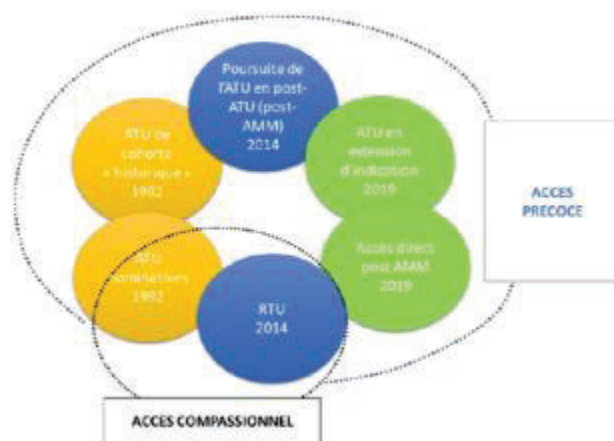 Poursuite de
l'ATU en post-
ATU (post-
AMM)
2014
ATU de
cohorte
« historique »
1992
ATU en
extension
d'indication
2019
ACCES
PRECOCE
ATU
nominatives
1992
Accès direct
post AMM
2019
RTU
2014
ACCES COMPASSIONNEL